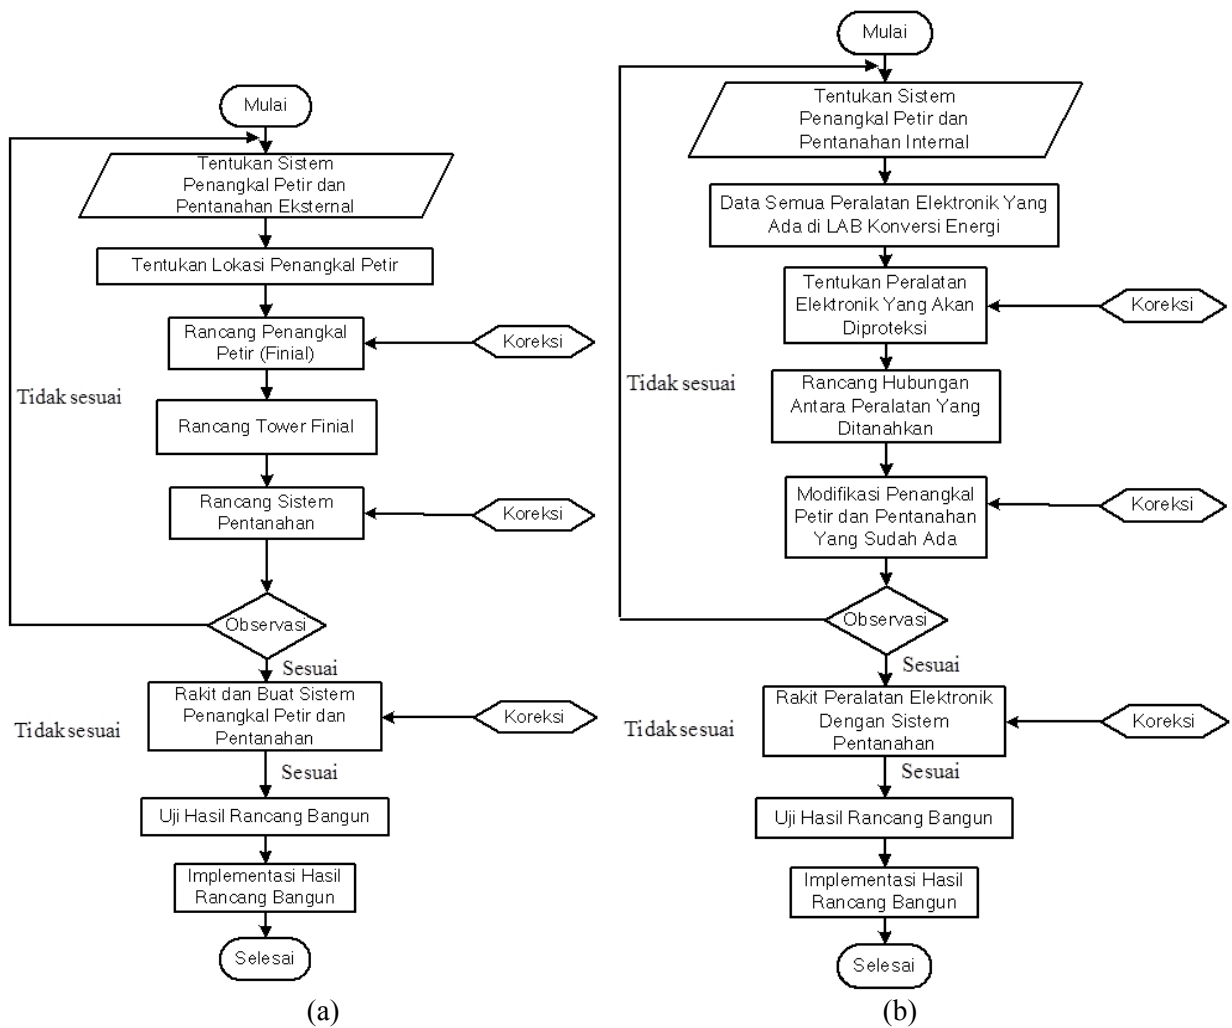 Mulai
Tentukan Sistem
Penangkal Petir dan
Pentanahan Eksternal
Tentukan Lokasi Penangkal Petir
Rancang Penangkal
Petir (Finial)
Koreksi
Tidak sesuai
Rancang Tower Finial
Rancang Sistem
Pentanahan
Koreksi
Observasi
Sesuai
Rakit dan Buat Sistem
Penangkal Petir dan
Pentanahan
Koreksi
Tidak sesuai
Sesuai
Uji Hasil Rancang Bangun
Implementasi Hasil
Rancang Bangun
Selesai
(a)
Mulai
Tentukan Sistem
Penangkal Petir dan
Pentanahan Internal
Data Semua Peralatan Elektronik Yang
Ada di LAB Konversi Energi
Tentukan Peralatan
Elektronik Yang Akan
Diproteksi
Koreksi
Tidak sesuai
Rancang Hubungan
Antara Peralatan Yang
Ditanahkan
Modifikasi Penangkal
Petir dan Pentanahan
Yang Sudah Ada
Koreksi
Observasi
Sesuai
Rakit Peralatan Elektronik
Dengan Sistem
Pentanahan
Koreksi
Tidak sesuai
Sesuai
Uji Hasil Rancang Bangun
Implementasi Hasil
Rancang Bangun
Selesai
(b)